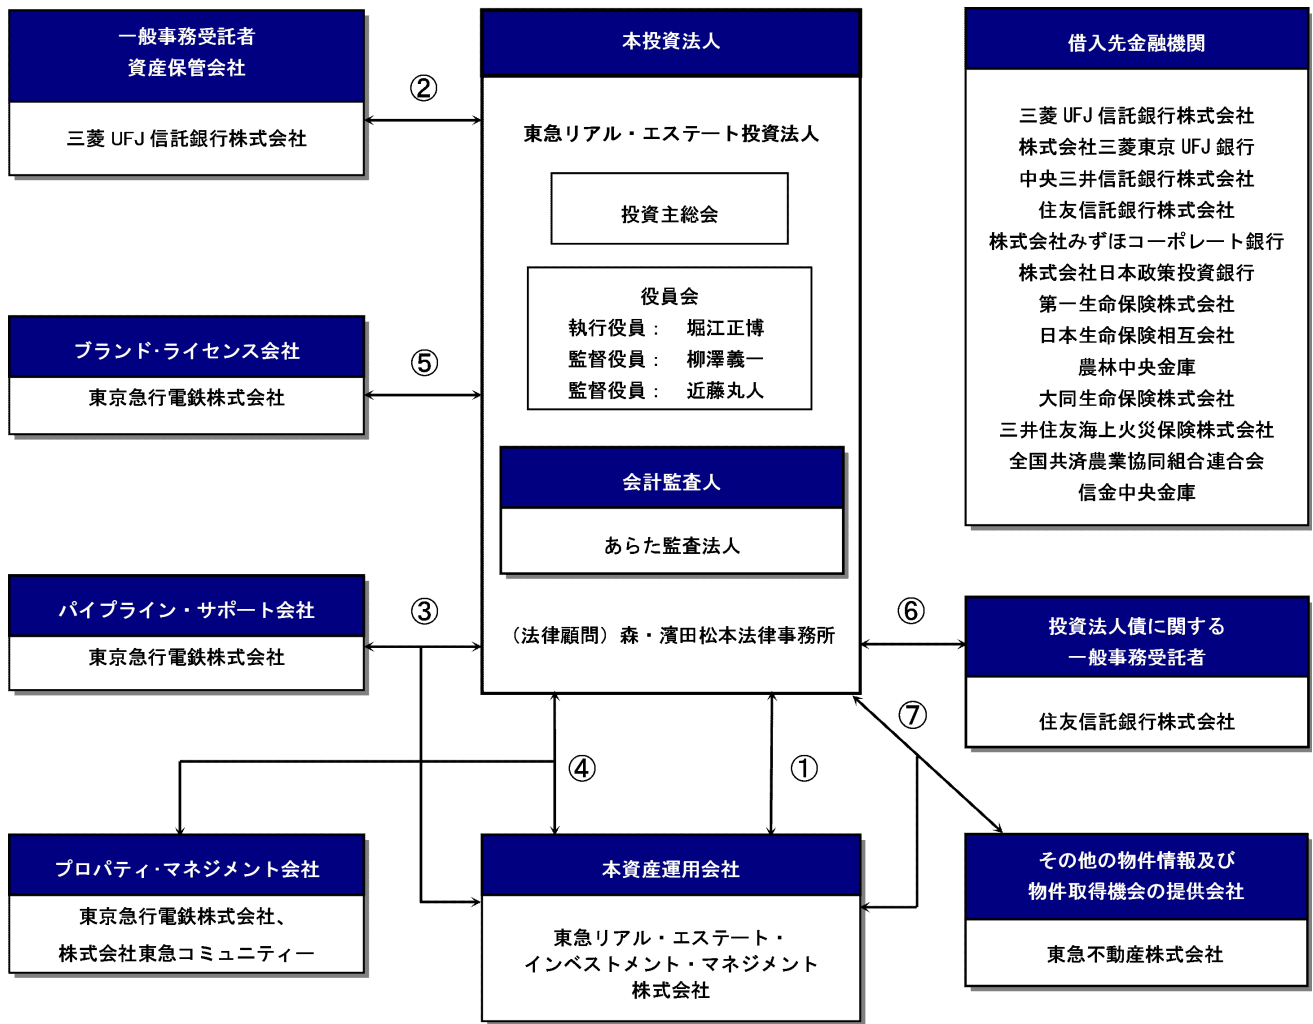 一般事務受託者
資産保管会社
三菱 UFJ 信託銀行株式会社
②
本投資法人
東急リアル・エステート投資法人
投資主総会
役員会
執行役員： 堀江正博
監督役員： 柳澤義一
監督役員： 近藤丸人
会計監査人
あらた監査法人
（法律顧問）森・濱田松本法律事務所
借入先金融機関
三菱 UFJ 信託銀行株式会社
株式会社三菱東京 UFJ 銀行
中央三井信託銀行株式会社
住友信託銀行株式会社
株式会社みずほコーポレート銀行
株式会社日本政策投資銀行
第一生命保険株式会社
日本生命保険相互会社
農林中央金庫
大同生命保険株式会社
三井住友海上火災保険株式会社
全国共済農業協同組合連合会
信金中央金庫
ブランド･ライセンス会社
東京急行電鉄株式会社
⑤
パイプライン・サポート会社
東京急行電鉄株式会社
③
⑥
投資法人債に関する
一般事務受託者
住友信託銀行株式会社
⑦
④
①
プロパティ･マネジメント会社
東京急行電鉄株式会社、
株式会社東急コミュニティー
本資産運用会社
東急リアル・エステート・
インベストメント・マネジメント
株式会社
その他の物件情報及び
物件取得機会の提供会社
東急不動産株式会社